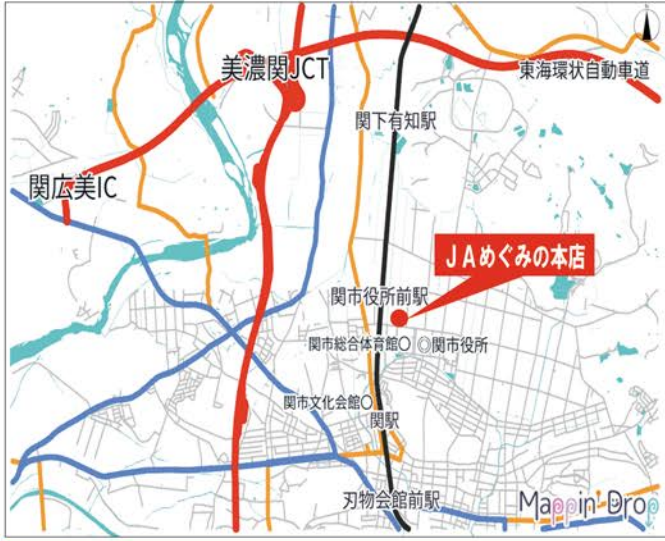 美濃関JCT
東海環状自動車道
関下有知駅
関広美IC
JAめぐみの本店
関市役所前駅
関市総合体育館○ ◎関市役所
関市文化会館○
関駅
刃物会館前駅
Mappin'Drop